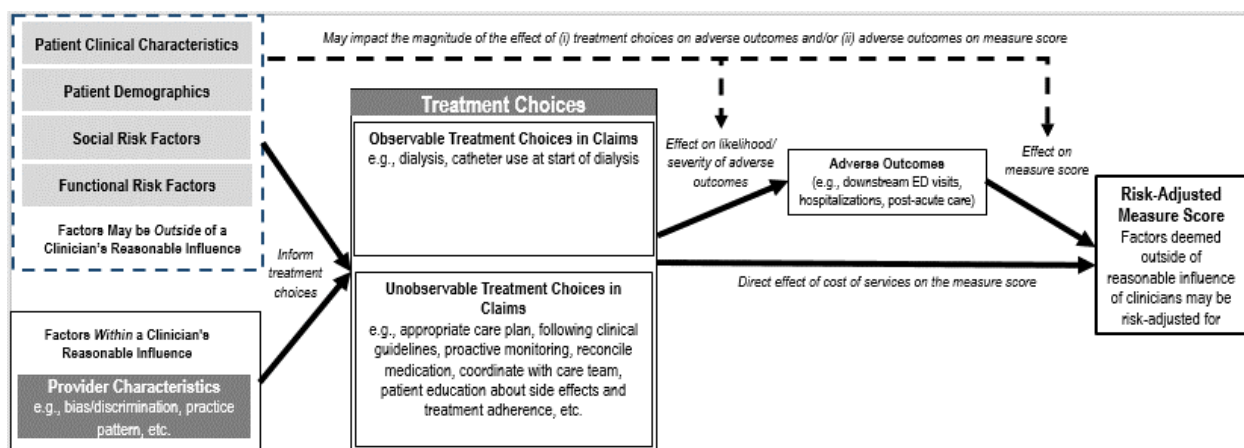 Patient Clinical Characteristics
Patient Demographics
Social Risk Factors
Functional Risk Factors
Factors May be Outside of a
Clinician's Reasonable Influence
Factors Within a Clinician's
Reasonable Influence
Provider Characteristics
e.g., bias/discrimination, practice
pattern, etc.
May impact the magnitude of the effect of (i) treatment choices on adverse outcomes and/or (ii) adverse outcomes on measure score
Inform
treatment
choices
Treatment Choices
Observable Treatment Choices in Claims
e.g., dialysis, catheter use at start of dialysis
Unobservable Treatment Choices in
Claims
e.g., appropriate care plan, following clinical
guidelines, proactive monitoring, reconcile
medication, coordinate with care team,
patient education about side effects and
treatment adherence, etc.
Effect on likelihood/
severity of adverse
outcomes
Adverse Outcomes
(e.g., downstream ED visits,
hospitalizations, post-acute care)
Effect on
measure score
Direct effect of cost of services on the measure score
Risk-Adjusted
Measure Score
Factors deemed
outside of
reasonable influence
of clinicians may be
risk-adjusted for